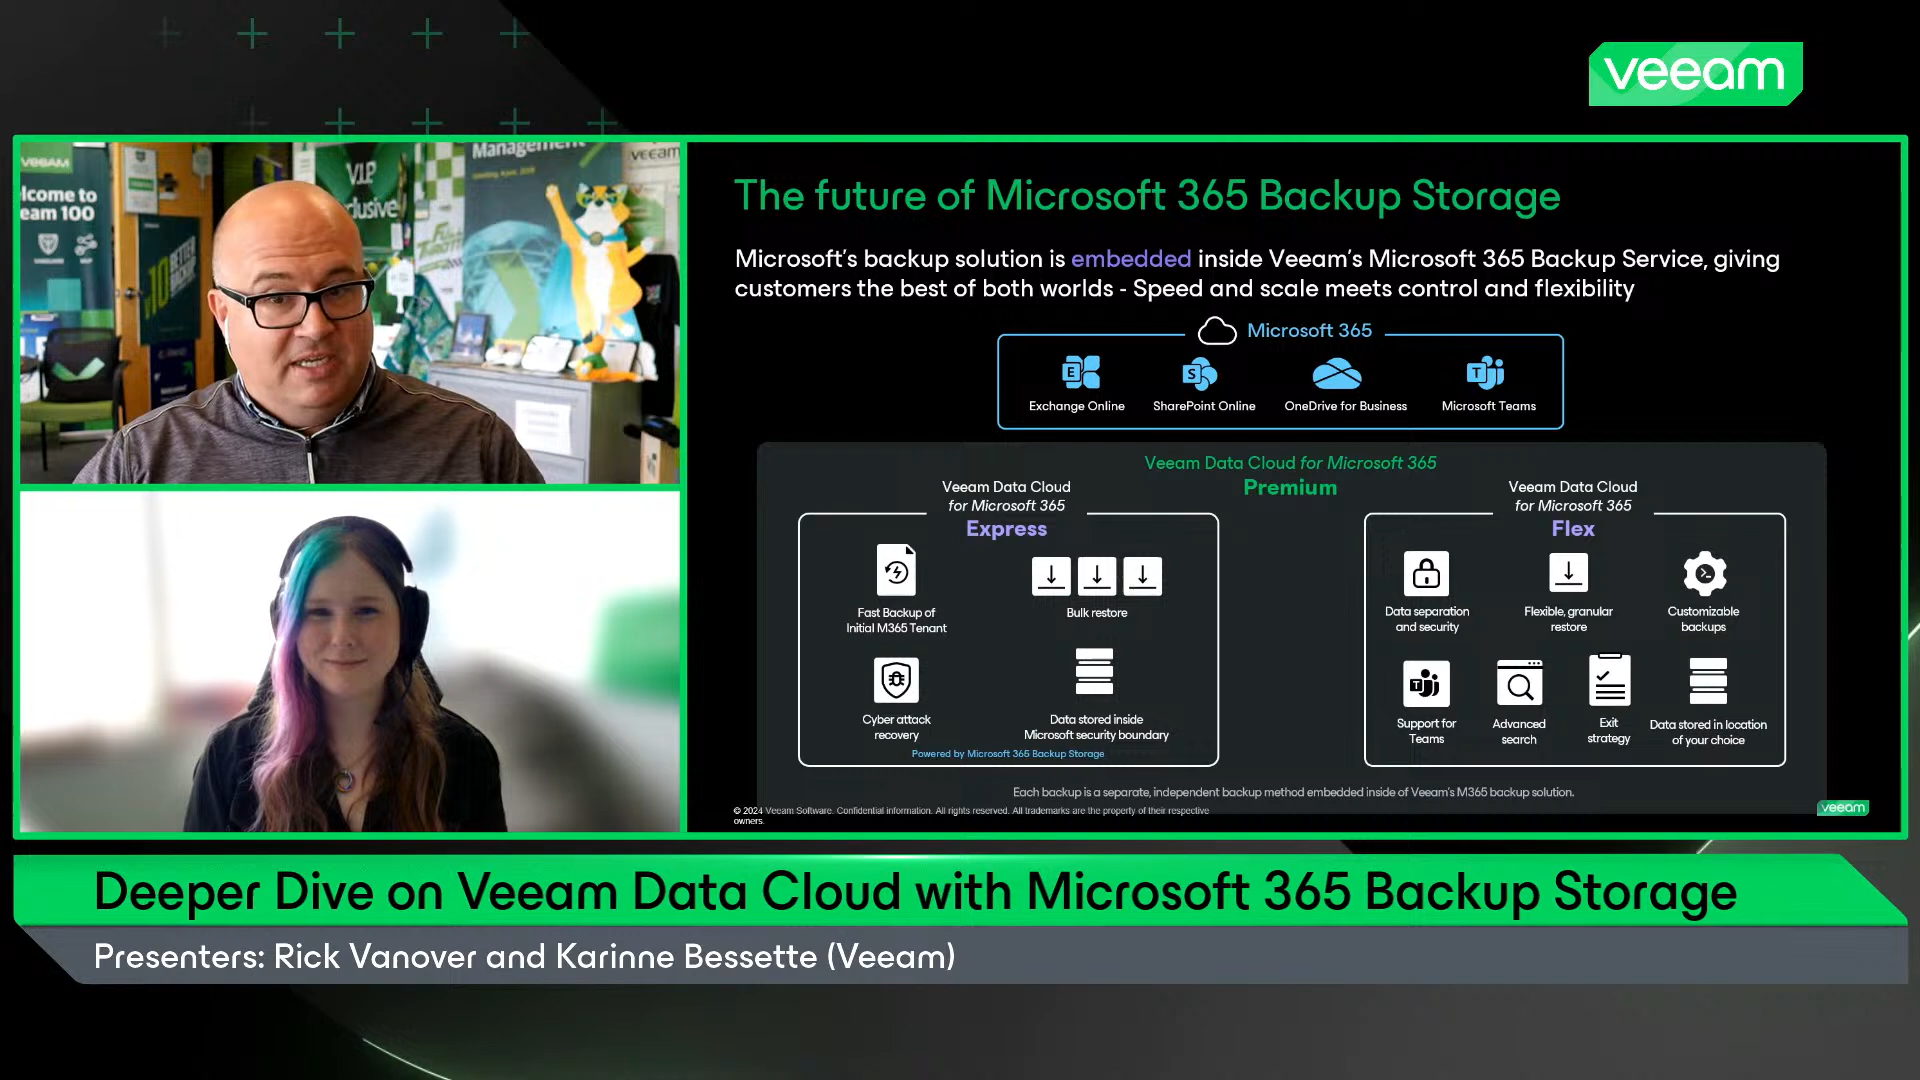 veeam
VEEAM
lcome to
eam 100
V.I.P
clusive
Management
veeam
The future of Microsoft 365 Backup Storage
Microsoft's backup solution is embedded inside Veeam's Microsoft 365 Backup Service, giving
customers the best of both worlds - Speed and scale meets control and flexibility
Microsoft 365
E
S
T
Exchange Online
SharePoint Online
OneDrive for Business
Microsoft Teams
Veeam Data Cloud for Microsoft 365
Premium
Veeam Data Cloud
for Microsoft 365
Express
Fast Backup of
Initial M365 Tenant
Bulk restore
Cyber attack
recovery
Data stored inside
Microsoft security boundary
Powered by Microsoft 365 Backup Storage
Veeam Data Cloud
for Microsoft 365
Flex
Data separation
and security
Flexible, granular
restore
Customizable
backups
T
Support for
Teams
Advanced
search
Exit
strategy
Data stored in location
of your choice
Each backup is a separate, independent backup method embedded inside of Veeam's M365 backup solution.
© 2024 Veeam Software. Confidential information. All rights reserved. All trademarks are the property of their respective
owners.
veeam
Deeper Dive on Veeam Data Cloud with Microsoft 365 Backup Storage
Presenters: Rick Vanover and Karinne Bessette (Veeam)